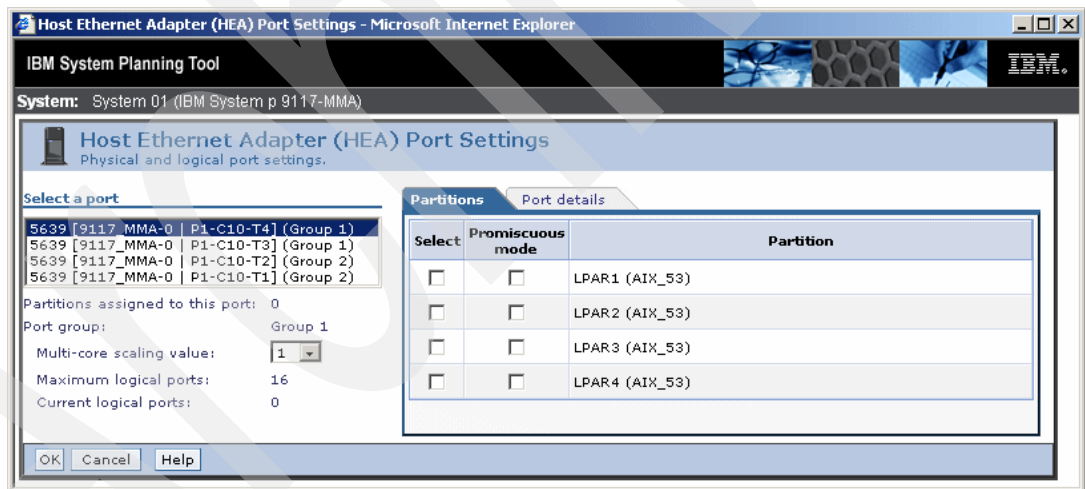 Host Ethernet Adapter (HEA) Port Settings - Microsoft Internet Explorer
IBM System Planning Tool
IBM.
System: System 01 (IBM System p 9117-MMA)
Host Ethernet Adapter (HEA) Port Settings
Physical and logical port settings.
Select a port
5639 [9117_MMA-0 | P1-C10-T4] (Group 1)
5639 [9117_MMA-0 | P1-C10-T3] (Group 1)
5639 [9117_MMA-0 | P1-C10-T2] (Group 2)
5639 [9117_MMA-0 | P1-C10-T1] (Group 2)
Partitions assigned to this port: 0
Port group: Group 1
Multi-core scaling value: 1
Maximum logical ports: 16
Current logical ports: 0
Partitions Port details
Select Promiscuous mode Partition
LPAR1 (AIX_53)
LPAR2 (AIX_53)
LPAR3 (AIX_53)
LPAR4 (AIX_53)
OK Cancel Help